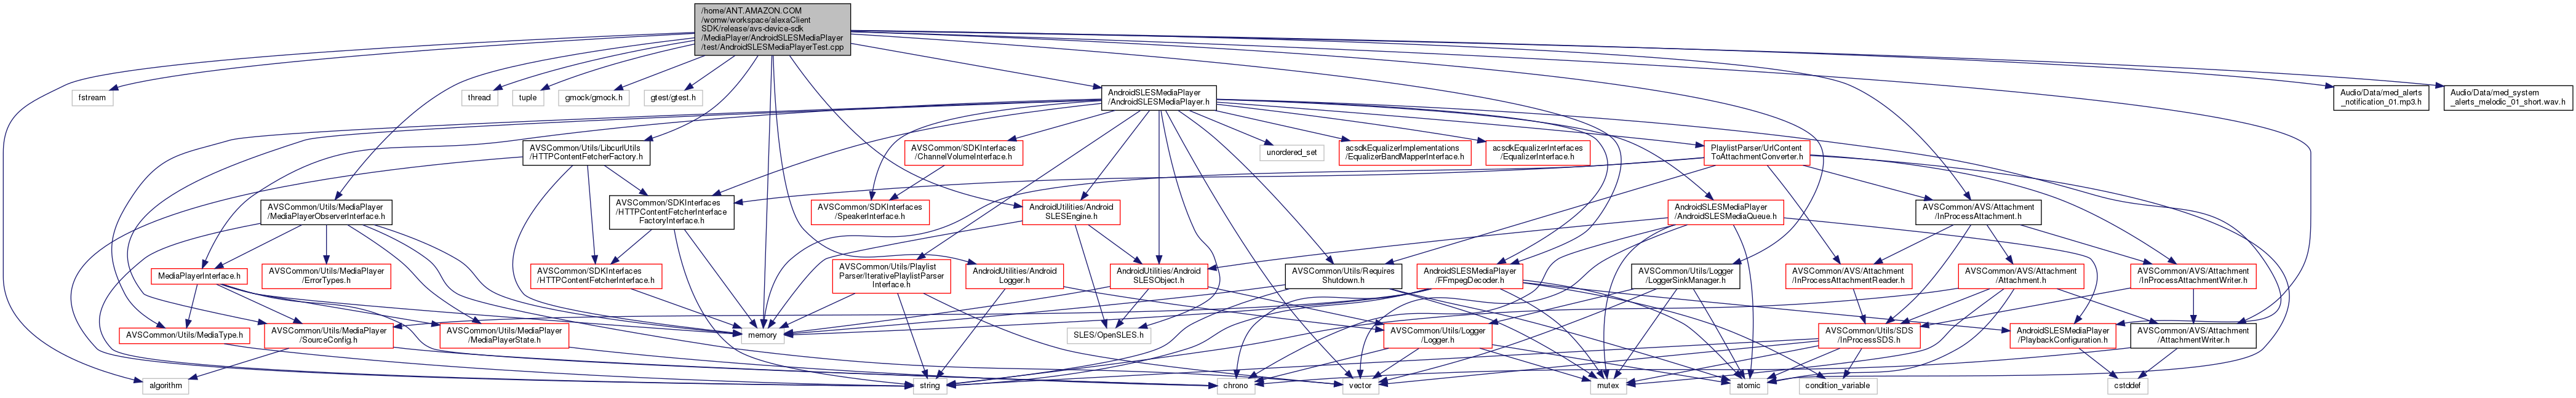 /home/ANT.AMAZON.COM
/womw/workspace/alexaClient
SDK/release/avs-device-sdk
/MediaPlayer/AndroidSLESMediaPlayer
/test/AndroidSLESMediaPlayerTest.cpp
fstream
thread
tuple
gmock/gmock.h
gtest/gtest.h
AndroidSLESMediaPlayer
/AndroidSLESMediaPlayer.h
Audio/Data/med_alerts
_notification_01.mp3.h
Audio/Data/med_system
_alerts_melodic_01_short.wav.h
AVSCommon/Utils/LibcurlUtils
/HTTPContentFetcherFactory.h
AVSCommon/SDKInterfaces
/ChannelVolumeInterface.h
unordered_set
acsdkEqualizerImplementations
/EqualizerBandMapperInterface.h
acsdkEqualizerInterfaces
/EqualizerInterface.h
PlaylistParser/UrlContent
ToAttachmentConverter.h
AVSCommon/Utils/MediaPlayer
/MediaPlayerObserverInterface.h
AVSCommon/SDKInterfaces
/HTTPContentFetcherInterface
FactoryInterface.h
AVSCommon/SDKInterfaces
/SpeakerInterface.h
AndroidUtilities/Android
SLESEngine.h
AndroidSLESMediaPlayer
/AndroidSLESMediaQueue.h
AVSCommon/AVS/Attachment
/InProcessAttachment.h
MediaPlayerInterface.h
AVSCommon/Utils/MediaPlayer
/ErrorTypes.h
AVSCommon/SDKInterfaces
/HTTPContentFetcherInterface.h
AVSCommon/Utils/Playlist
Parser/IterativePlaylistParser
Interface.h
AndroidUtilities/Android
Logger.h
AndroidUtilities/Android
SLESObject.h
AVSCommon/Utils/Requires
Shutdown.h
AndroidSLESMediaPlayer
/FFmpegDecoder.h
AVSCommon/Utils/Logger
/LoggerSinkManager.h
AVSCommon/AVS/Attachment
/InProcessAttachmentReader.h
AVSCommon/AVS/Attachment
/Attachment.h
AVSCommon/AVS/Attachment
/InProcessAttachmentWriter.h
AVSCommon/Utils/MediaType.h
AVSCommon/Utils/MediaPlayer
/SourceConfig.h
AVSCommon/Utils/MediaPlayer
/MediaPlayerState.h
memory
SLES/OpenSLES.h
AVSCommon/Utils/Logger
/Logger.h
AVSCommon/Utils/SDS
/InProcessSDS.h
AndroidSLESMediaPlayer
/PlaybackConfiguration.h
AVSCommon/AVS/Attachment
/AttachmentWriter.h
algorithm
string
chrono
vector
mutex
atomic
condition_variable
cstddef